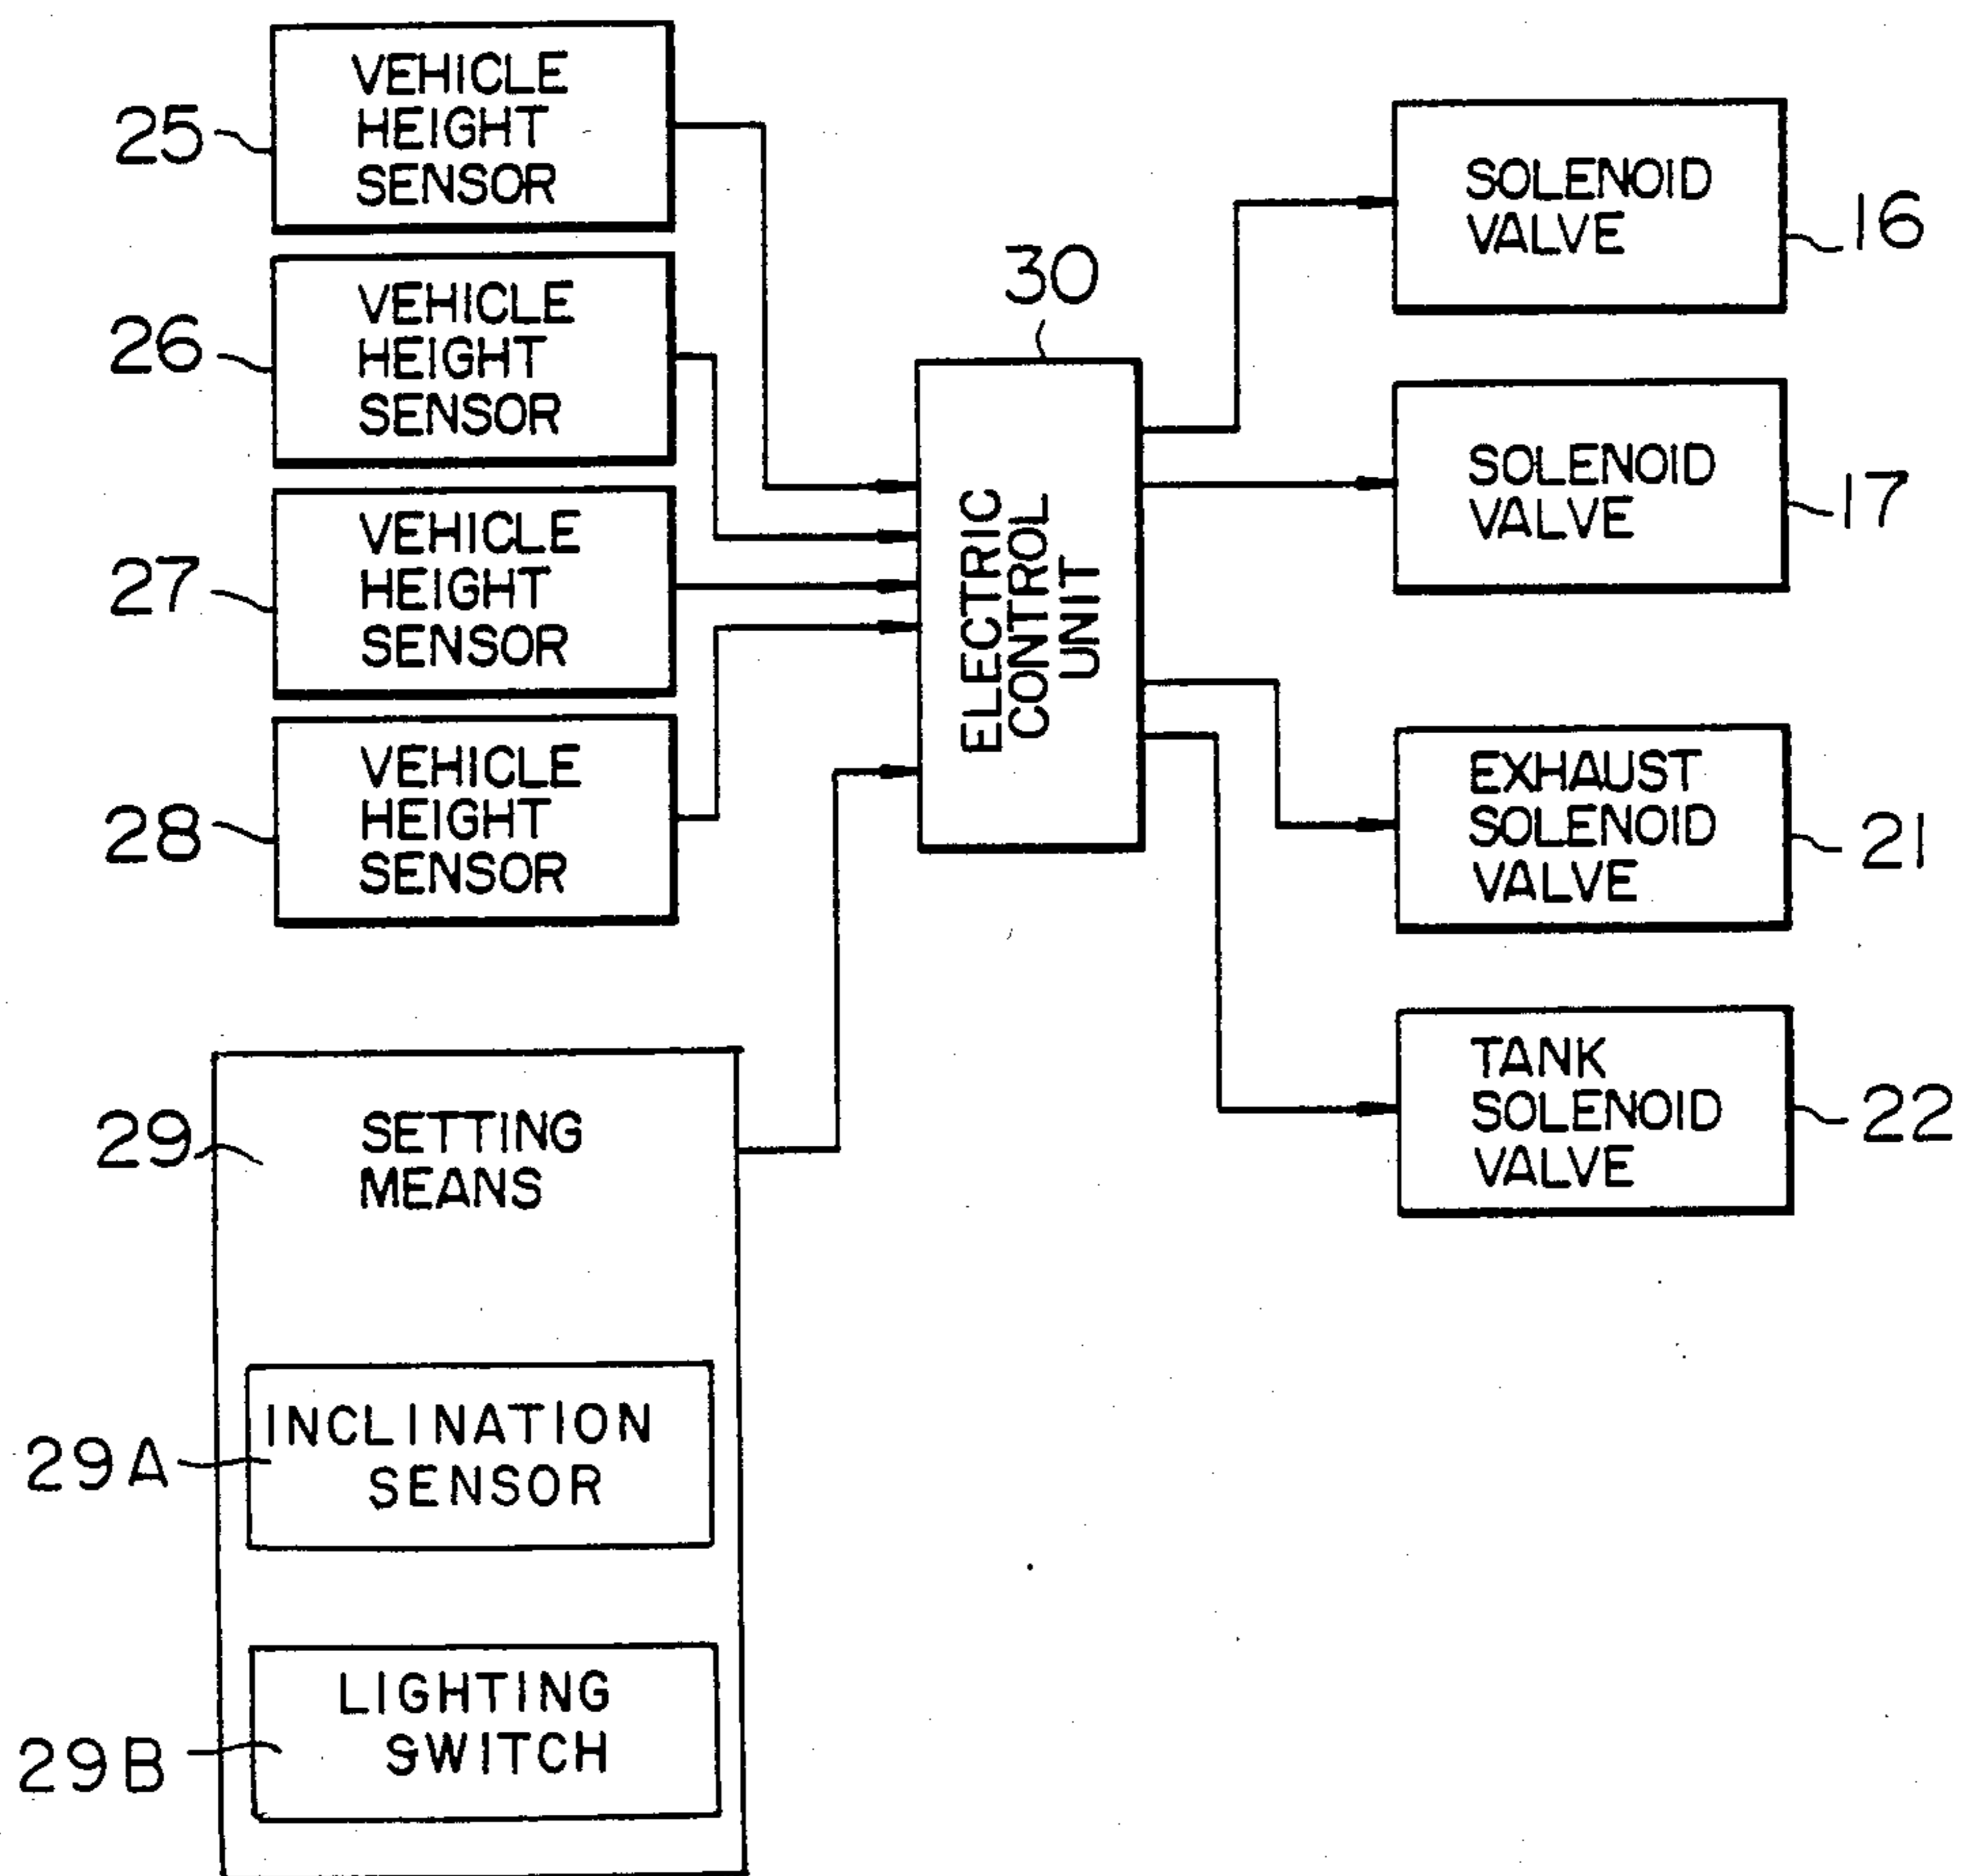 25
VEHICLE
HEIGHT
SENSOR
26
VEHICLE
HEIGHT
SENSOR
27
VEHICLE
HEIGHT
SENSOR
28
VEHICLE
HEIGHT
SENSOR
29
SETTING
MEANS
29A
INCLINATION
SENSOR
29B
LIGHTING
SWITCH
30
ELECTRIC
CONTROL
UNIT
SOLENOID
VALVE
16
SOLENOID
VALVE
17
EXHAUST
SOLENOID
VALVE
21
TANK
SOLENOID
VALVE
22